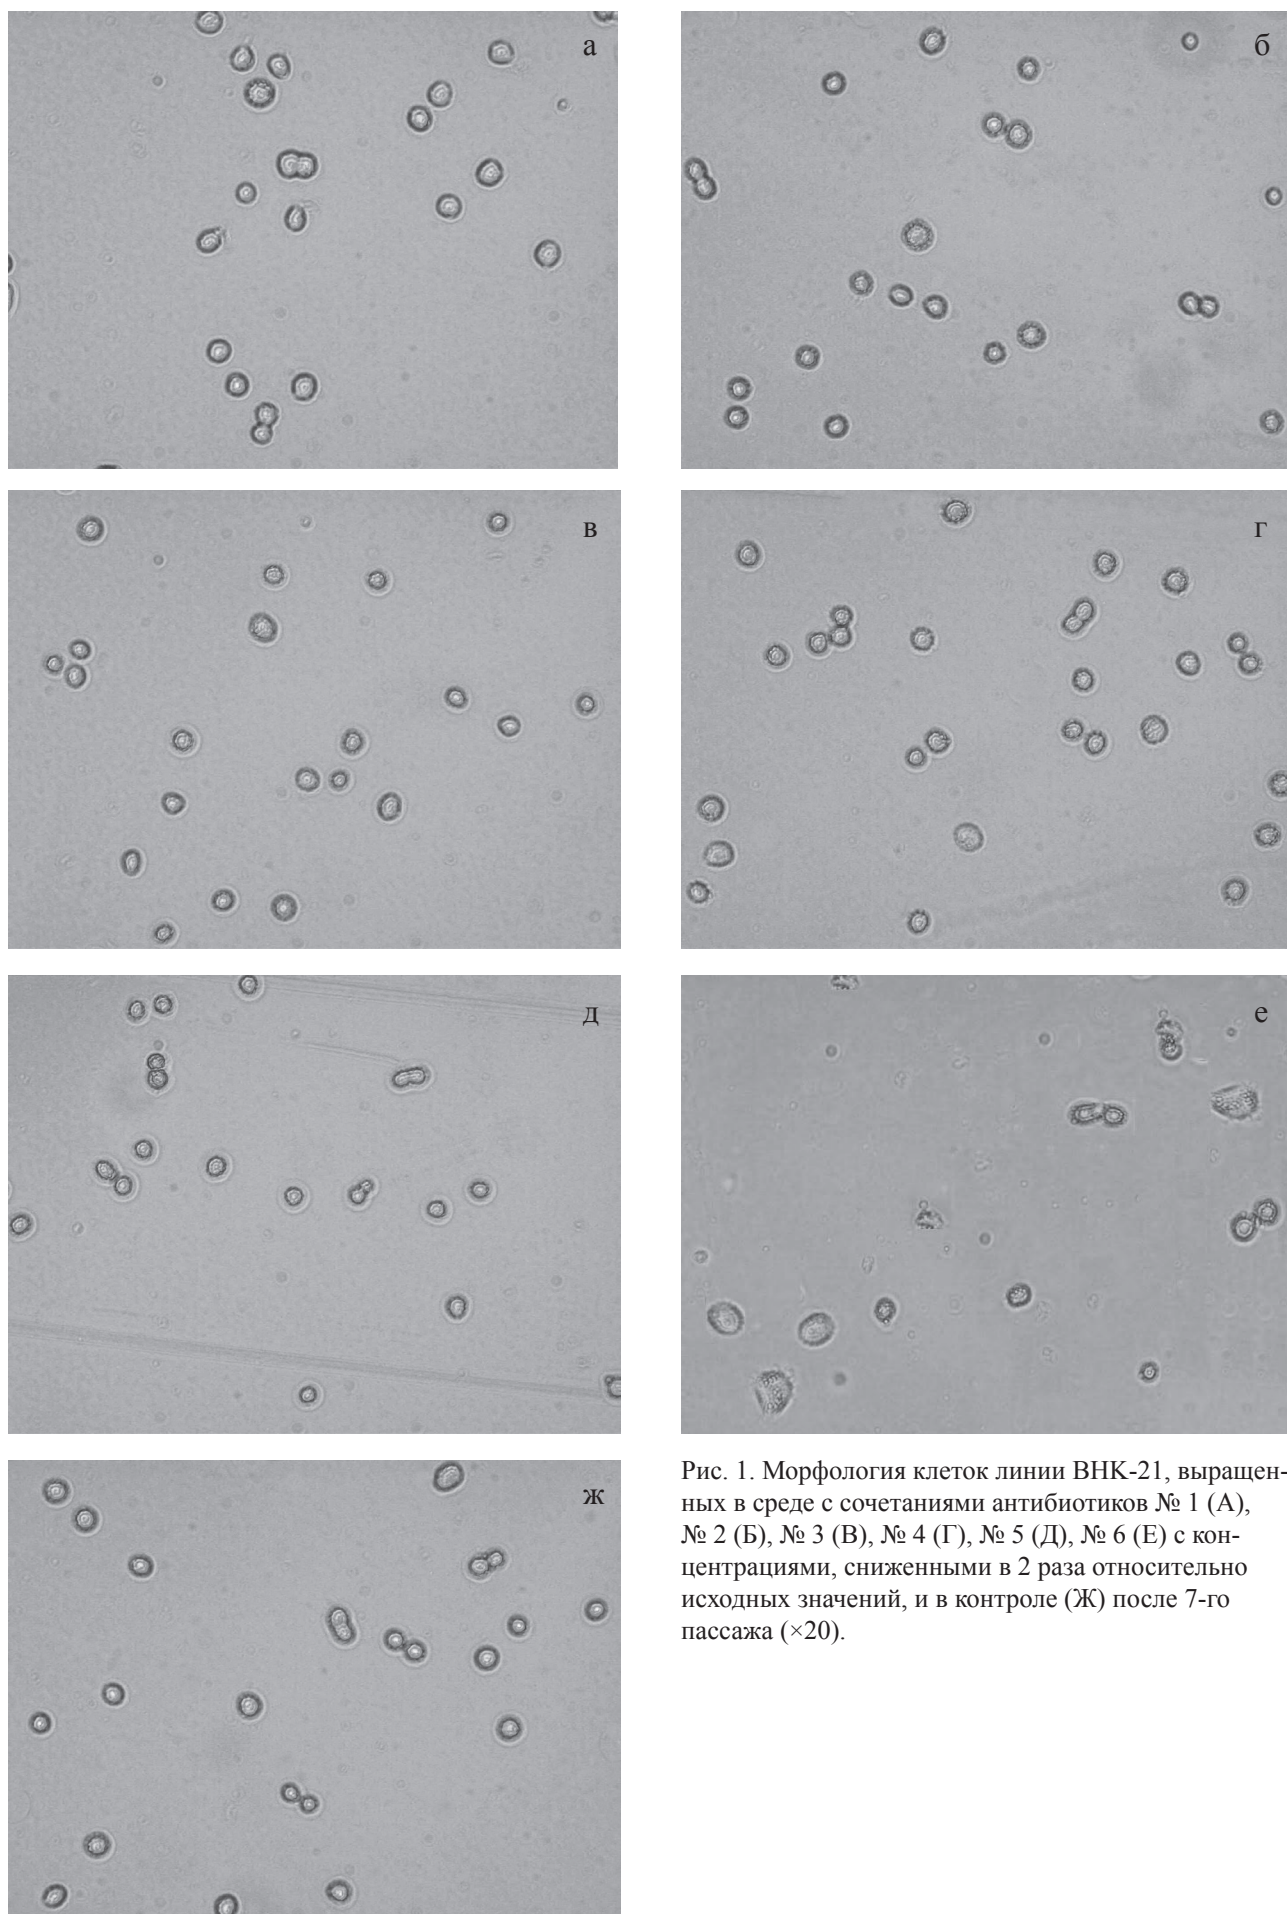 а
б
в
г
д
е
ж
Рис. 1. Морфология клеток линии ВНК-21, выращен-
ных в среде с сочетаниями антибиотиков № 1 (А),
№ 2 (Б), № 3 (В), № 4 (Г), № 5 (Д), № 6 (Е) с кон-
центрациями, сниженными в 2 раза относительно
исходных значений, и в контроле (Ж) после 7-го
пассажа (×20).